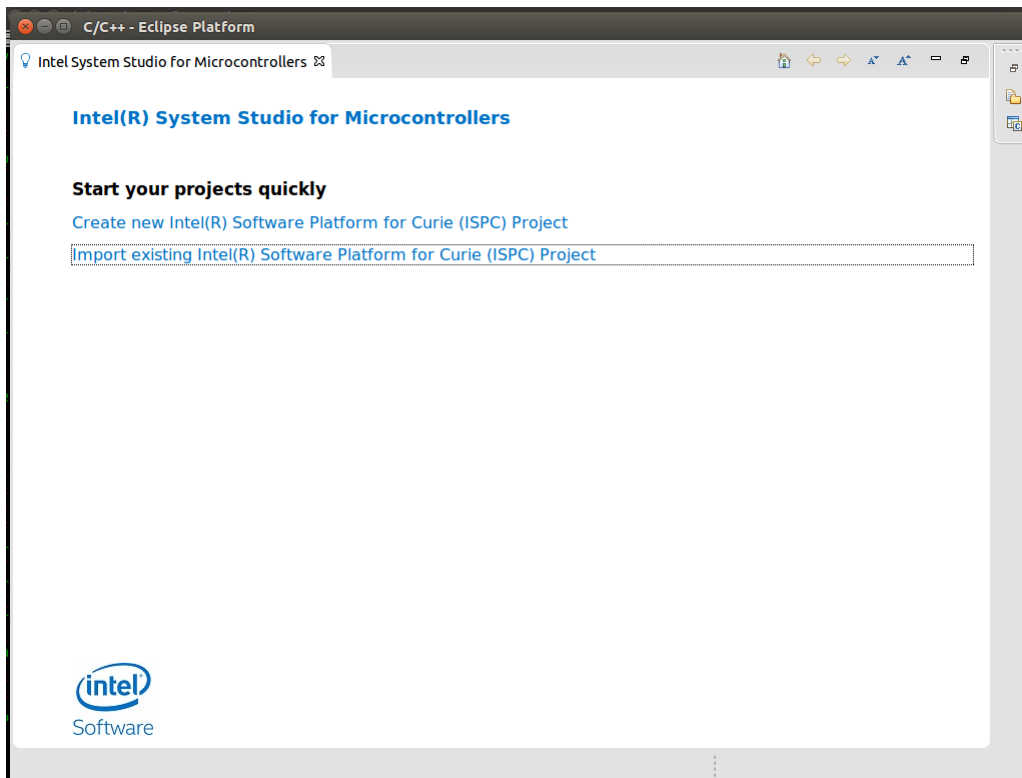 C/C++ - Eclipse Platform
Intel System Studio for Microcontrollers
Intel(R) System Studio for Microcontrollers
Start your projects quickly
Create new Intel(R) Software Platform for Curie (ISPC) Project
Import existing Intel(R) Software Platform for Curie (ISPC) Project
intel
Software